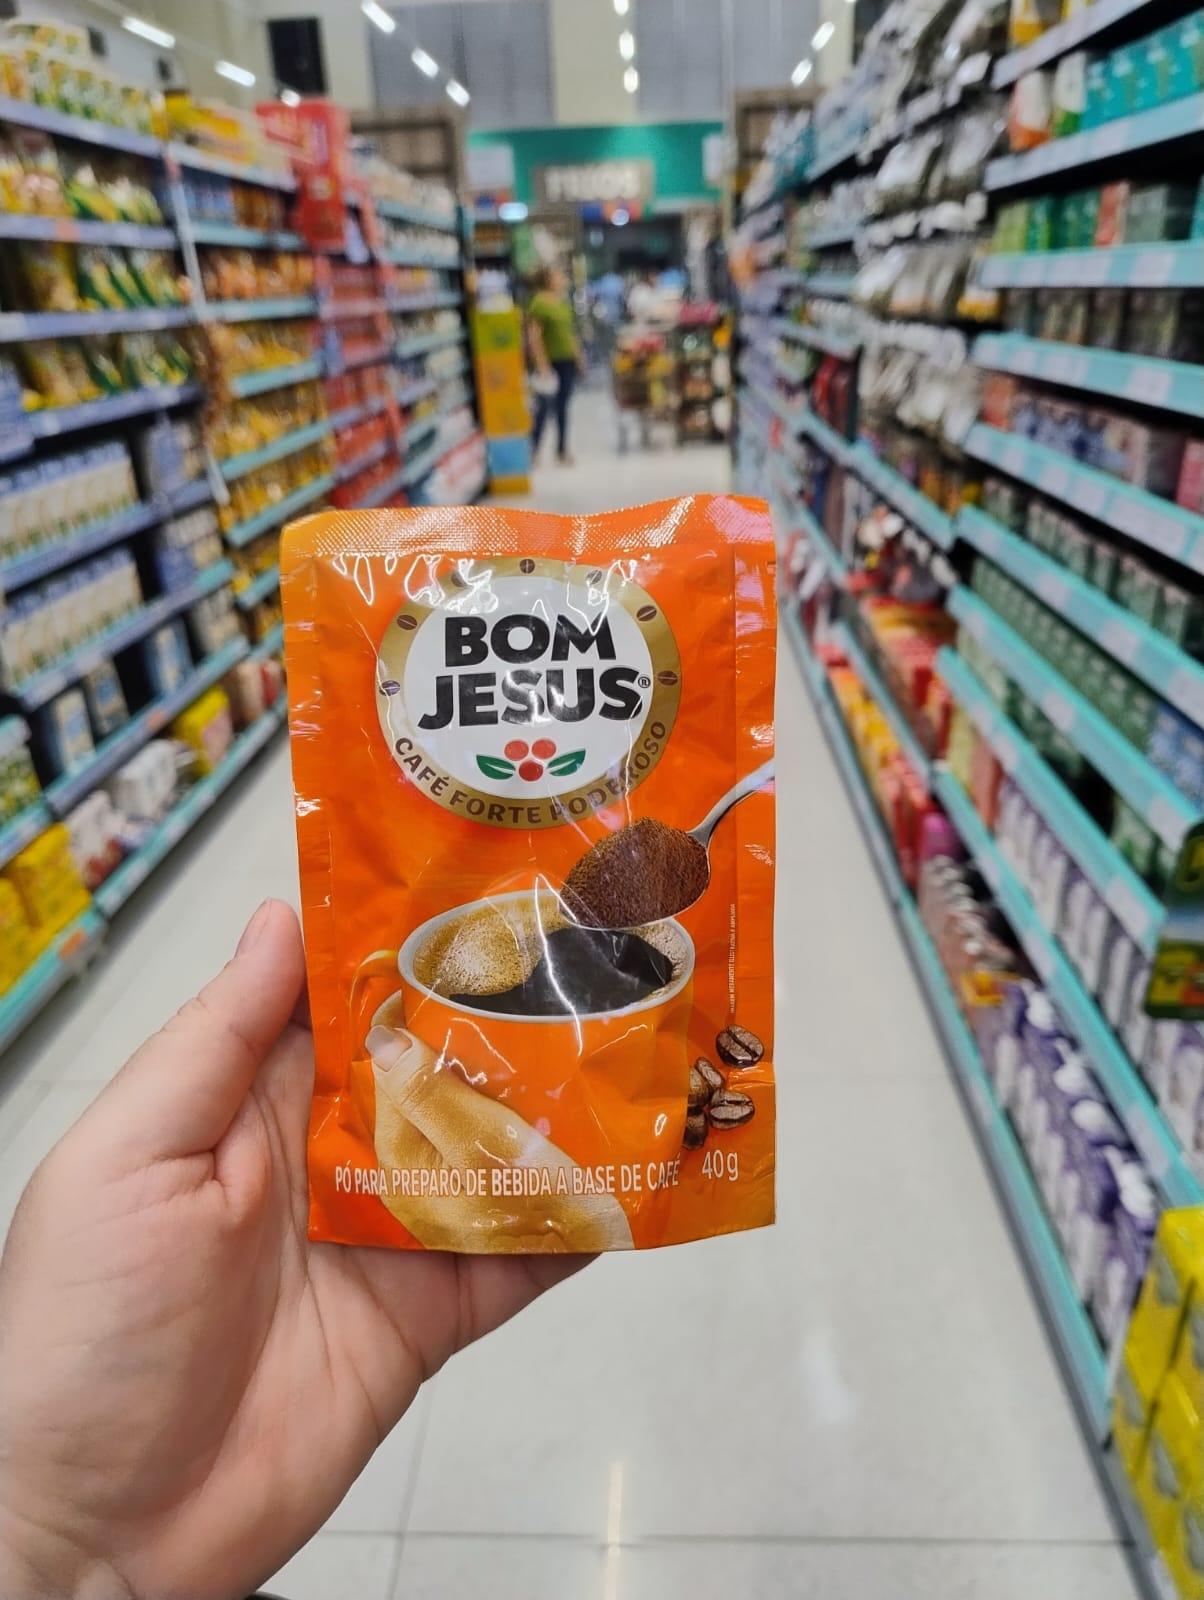 BOM
JESUS®
CAFÉ FORTE PODEROSO
PÓ PARA PREPARO DE BEBIDA A BASE DE CAFÉ 40g